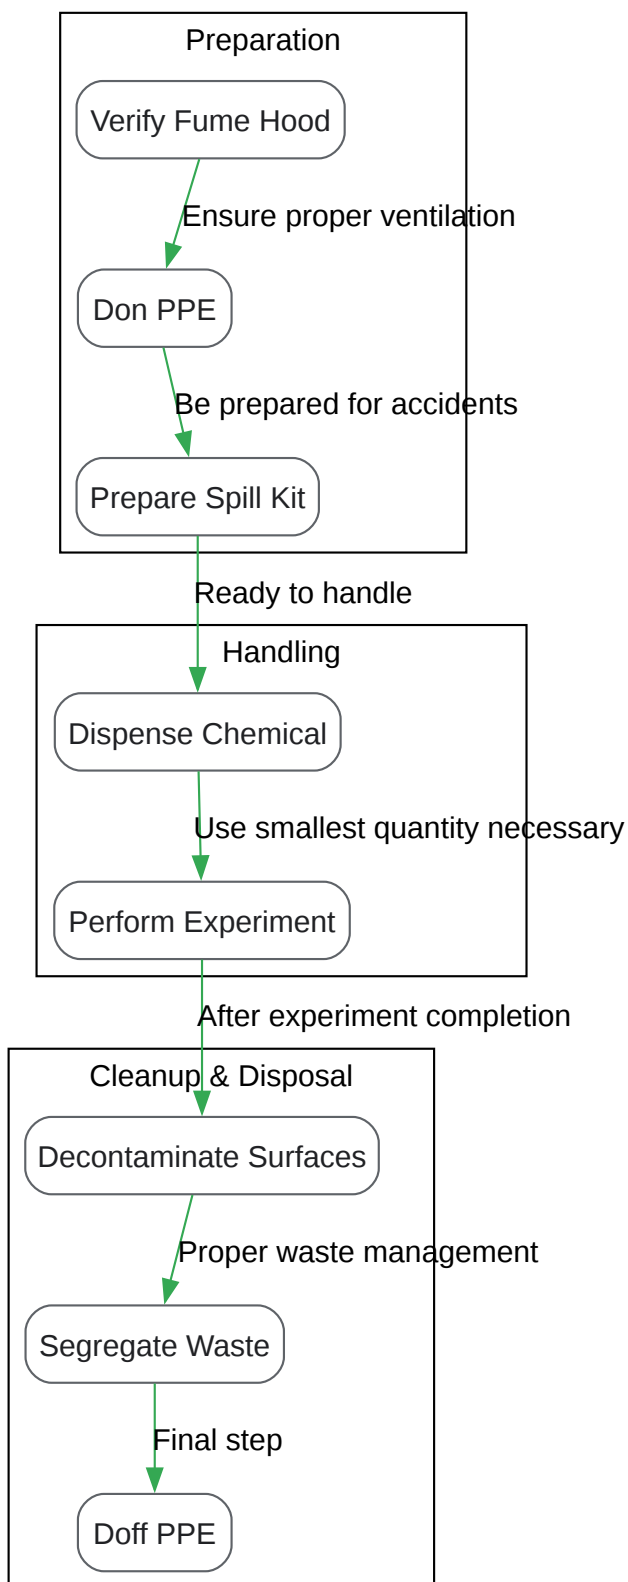 Preparation
Verify Fume Hood
Ensure proper ventilation
Don PPE
Be prepared for accidents
Prepare Spill Kit
Ready to handle
Handling
Dispense Chemical
Use smallest quantity necessary
Perform Experiment
After experiment completion
Cleanup & Disposal
Decontaminate Surfaces
Proper waste management
Segregate Waste
Final step
Doff PPE